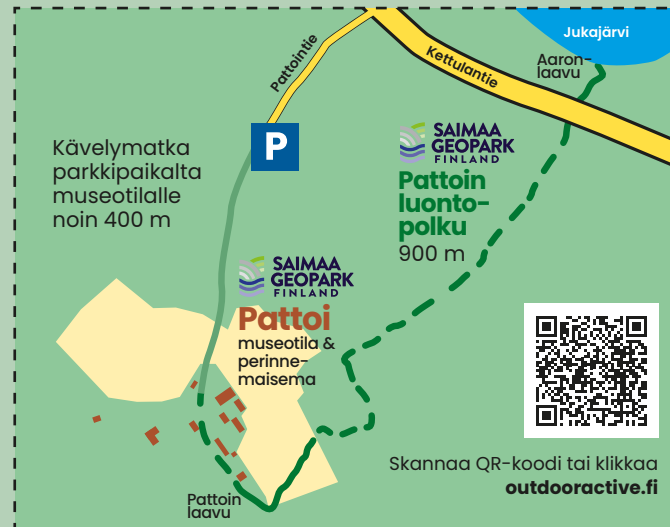 Jukajärvi
Aaron-
laavu
Pattointie
Kettulantie
P
Kävelymatka
parkkipaikalta
museotilalle
noin 400 m
SAIMAA
GEOPARK
FINLAND
Pattoin
luonto-
polku
900 m
SAIMAA
GEOPARK
FINLAND
Pattoi
museotila &
perinne-
maisema
Skannaa QR-koodi tai klikkaa
outdooractive.fi
Pattoin
laavu